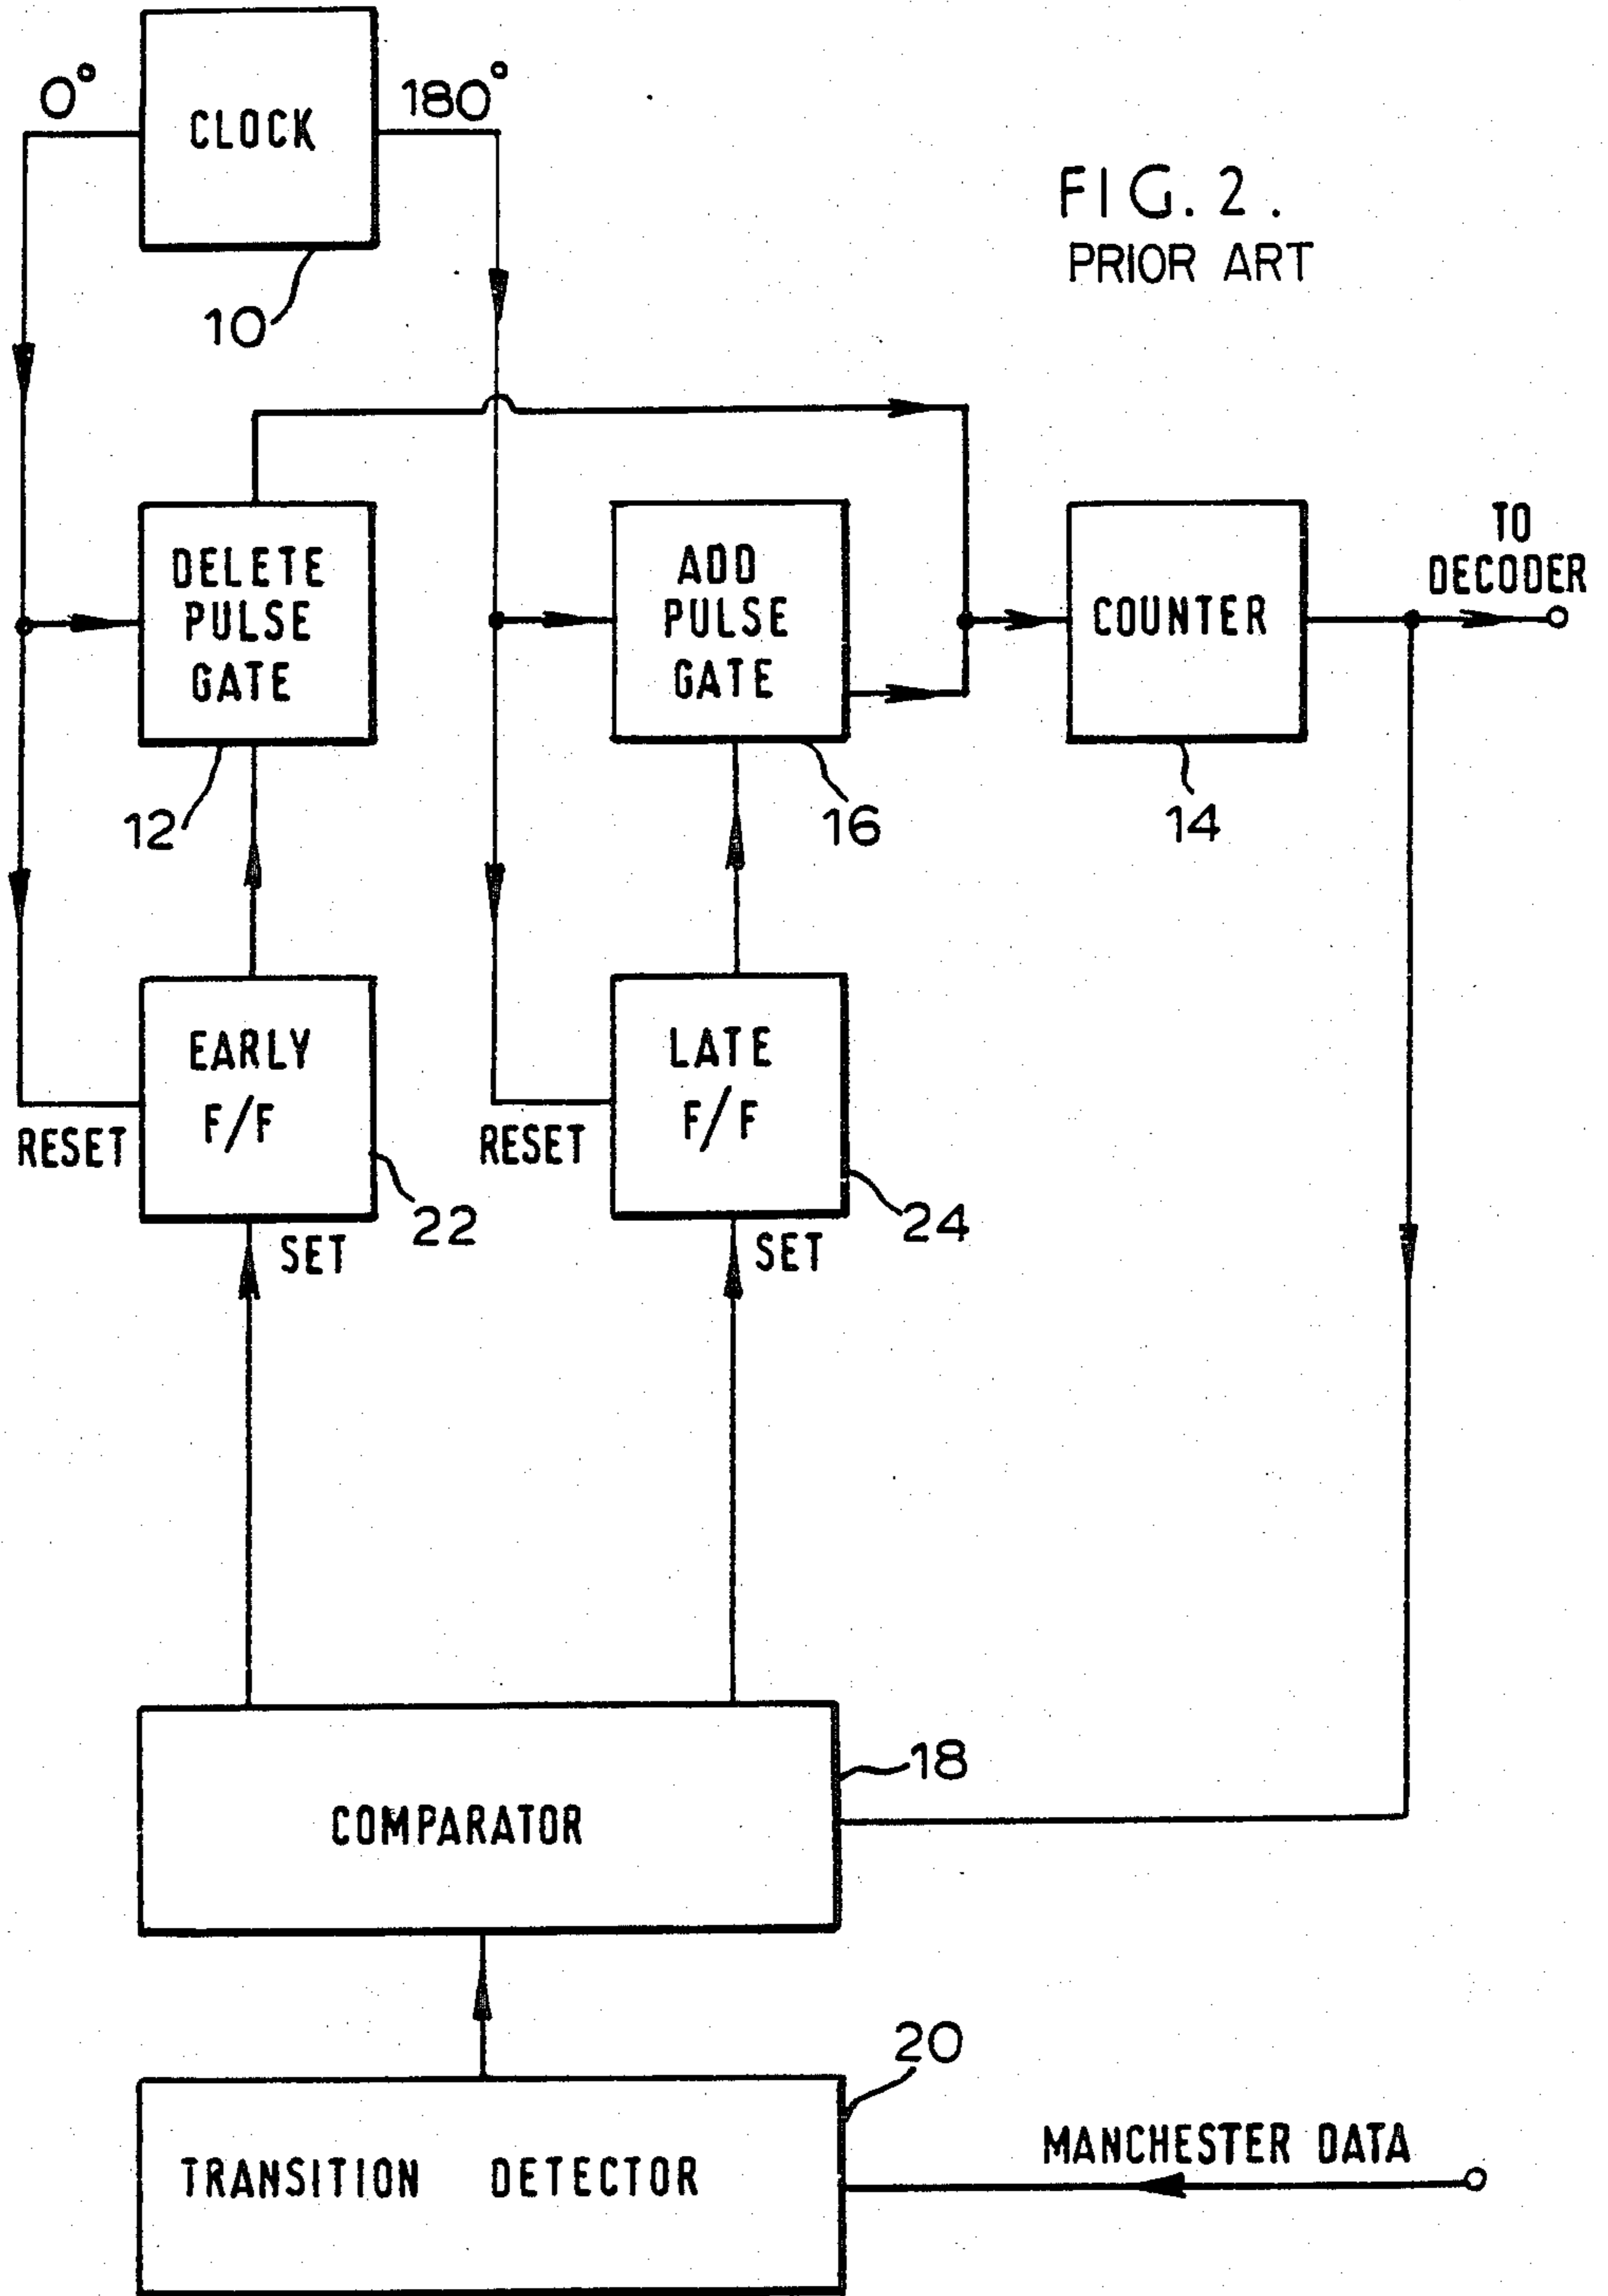 0°
CLOCK
180°
10
FIG. 2.
PRIOR ART
DELETE
PULSE
GATE
12
ADD
PULSE
GATE
16
COUNTER
14
TO
DECODER
EARLY
F/F
RESET
SET
22
LATE
F/F
RESET
SET
24
COMPARATOR
18
TRANSITION DETECTOR
20
MANCHESTER DATA